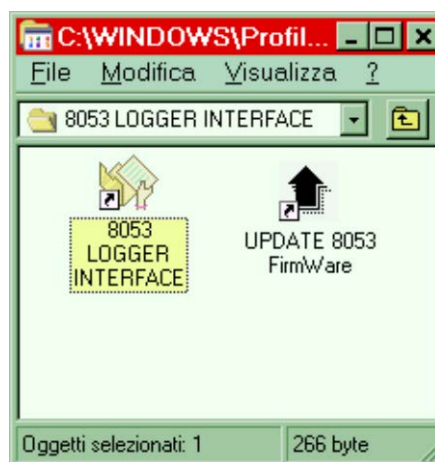 C:\WINDOWS\Profil...
File Modifica Visualizza ?
8053 LOGGER INTERFACE
8053
LOGGER
INTERFACE
UPDATE 8053
FirmWare
Oggetti selezionati: 1 266 byte